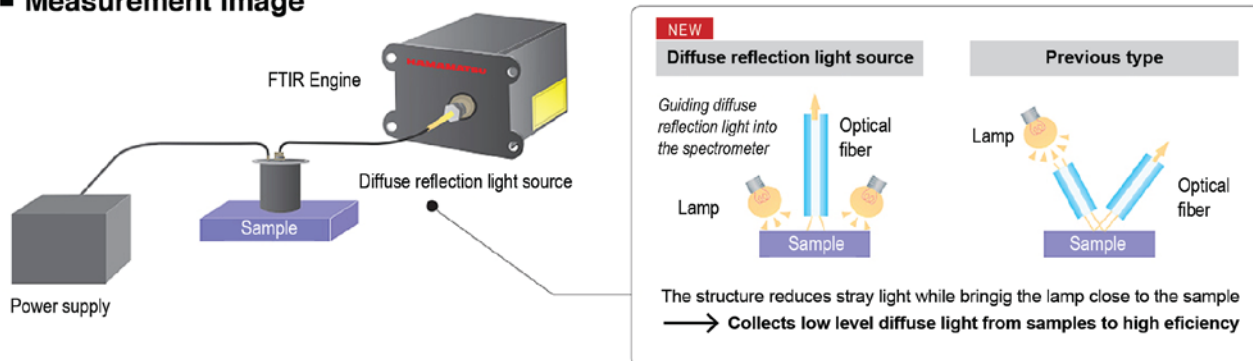 Measurement Image
FTIR Engine
HAMAMATSU
Diffuse reflection light source
Sample
Power supply
NEW
Diffuse reflection light source
Guiding diffuse
reflection light into
the spectrometer
Optical
fiber
Lamp
Sample
Previous type
Lamp
Optical
fiber
Sample
The structure reduces stray light while bringig the lamp close to the sample
Collects low level diffuse light from samples to high eficiency